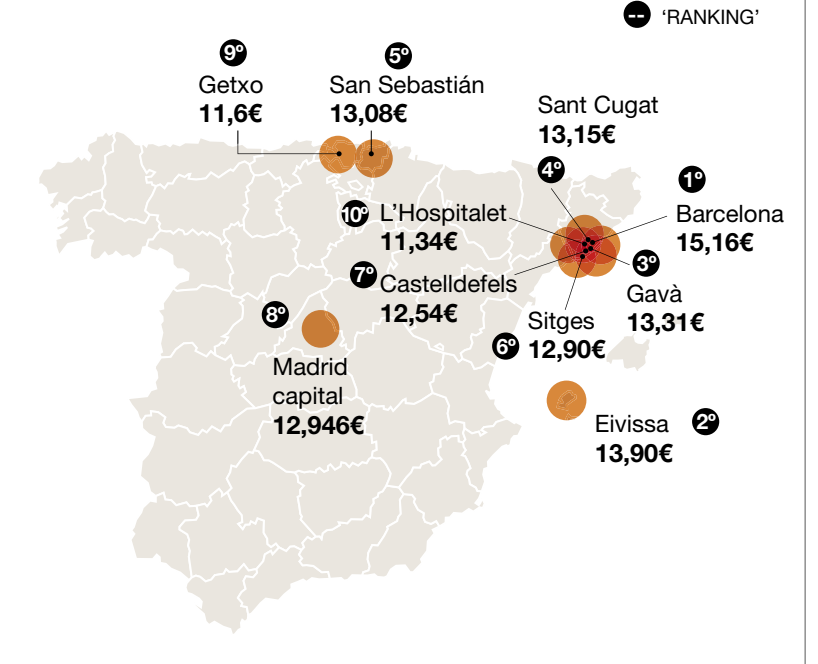 -- 'RANKING'
9º
Getxo
11,6€
5º
San Sebastián
13,08€
Sant Cugat
13,15€
4º
1º
Barcelona
15,16€
10º L'Hospitalet
11,34€
3º
Gavà
13,31€
7º Castelldefels
12,54€
8º
Madrid
capital
12,946€
Sitges
6º 12,90€
Eivissa 2º
13,90€